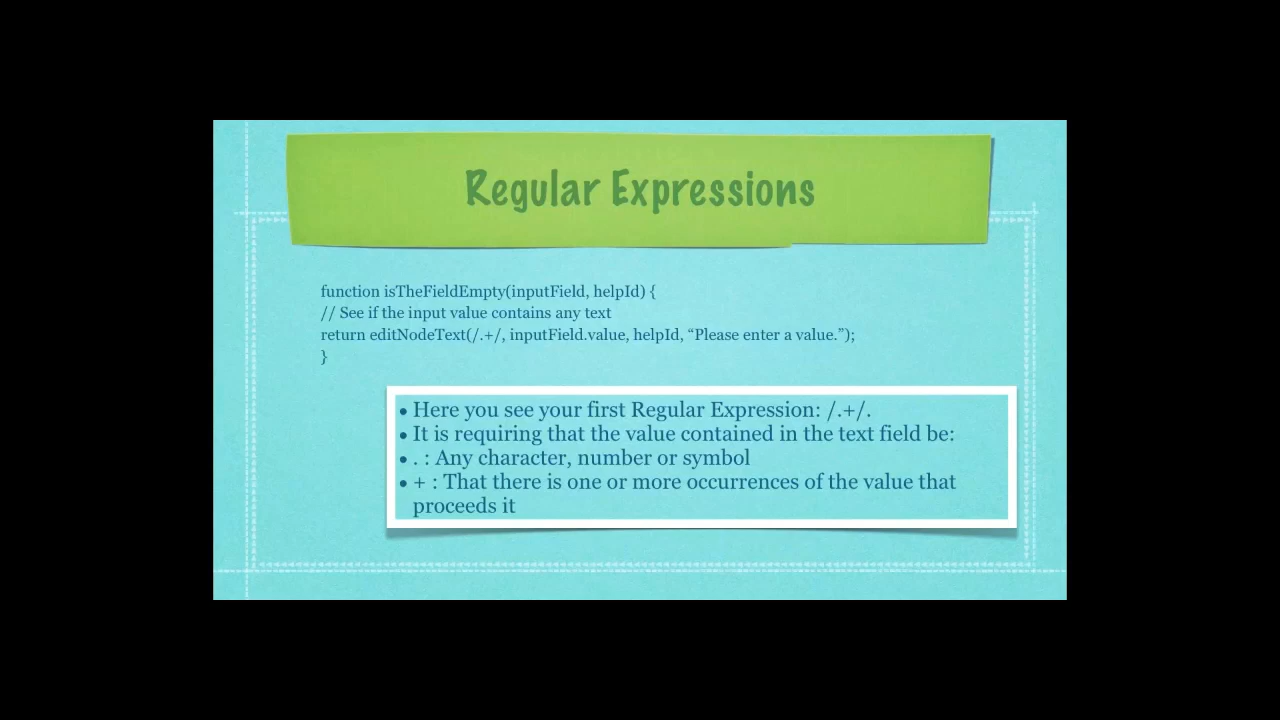 Regular Expressions
function isTheFieldEmpty(inputField, helpId) {
// See if the input value contains any text
return editNodeText(/.+/, inputField.value, helpId, “Please enter a value.”);
}
• Here you see your first Regular Expression: /.+/.
• It is requiring that the value contained in the text field be:
• . : Any character, number or symbol
• + : That there is one or more occurrences of the value that
proceeds it